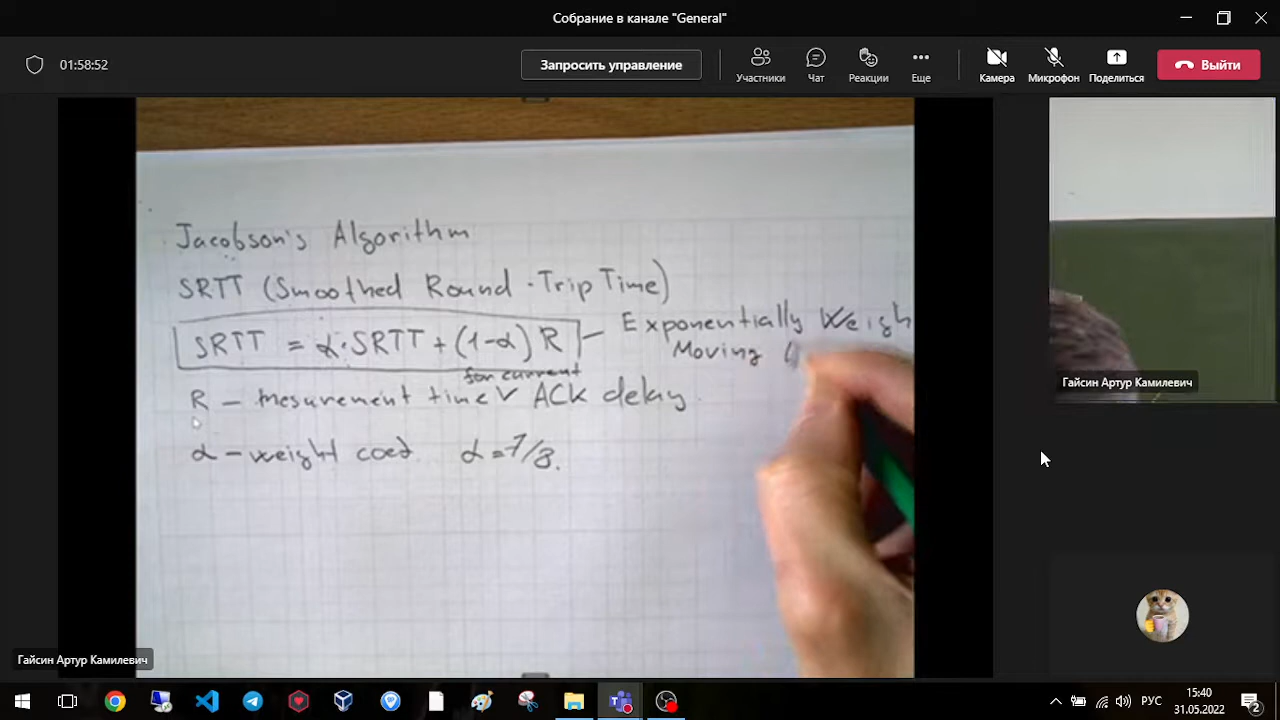 Собрание в канале "General"
01:58:52
Запросить управление
Участники
Чат
Реакции
Еще
Камера
Микрофон
Поделиться
Выйти
Jacobson's Algorithm
SRTT (Smoothed Round-Trip Time)
SRTT = α·SRTT + (1-α) R – Exponentially Weigh
Moving
for current
R – mesurement time V ACK delay
α – weight coef α = 7/8.
Гайсин Артур Камилевич
Гайсин Артур Камилевич
РУС
15:40
31.05.2022
2